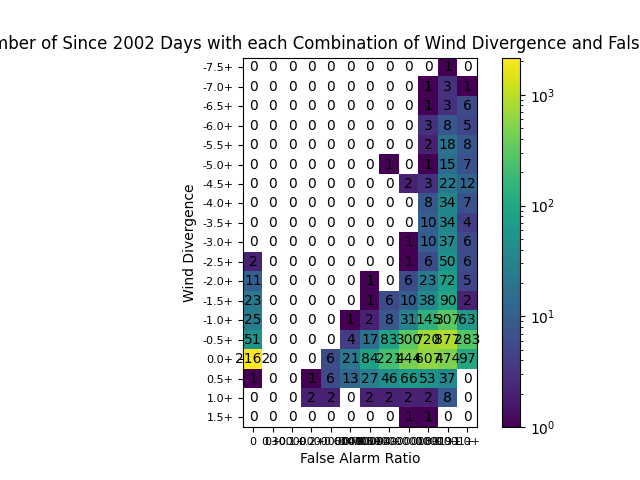 mber of Since 2002 Days with each Combination of Wind Divergence and Fals
-7.5+ 0 0 0 0 0 0 0 0 0 0 1 0
-7.0+ 0 0 0 0 0 0 0 0 0 1 3 1
-6.5+ 0 0 0 0 0 0 0 0 0 1 3 6
-6.0+ 0 0 0 0 0 0 0 0 0 3 8 5
-5.5+ 0 0 0 0 0 0 0 0 0 2 18 8
-5.0+ 0 0 0 0 0 0 0 1 0 1 15 7
-4.5+ 0 0 0 0 0 0 0 0 2 3 22 12
-4.0+ 0 0 0 0 0 0 0 0 0 8 34 7
-3.5+ 0 0 0 0 0 0 0 0 0 10 34 4
-3.0+ 0 0 0 0 0 0 0 0 1 10 37 6
-2.5+ 2 0 0 0 0 0 0 0 1 6 50 6
-2.0+ 11 0 0 0 0 0 1 0 6 23 72 5
-1.5+ 23 0 0 0 0 0 1 6 10 38 90 2
-1.0+ 25 0 0 0 0 1 2 8 31 145 307 63
-0.5+ 51 0 0 0 0 4 17 83 300 720 877 283
0.0+ 2162 0 0 0 6 21 84 221 444 607 474 97
0.5+ 1 0 0 1 6 13 27 46 66 53 37 0
1.0+ 0 0 0 2 2 0 2 2 2 2 8 0
1.5+ 0 0 0 0 0 0 0 0 1 1 0 0
0
False Alarm Ratio
Wind Divergence
10³
10²
10¹
10⁰